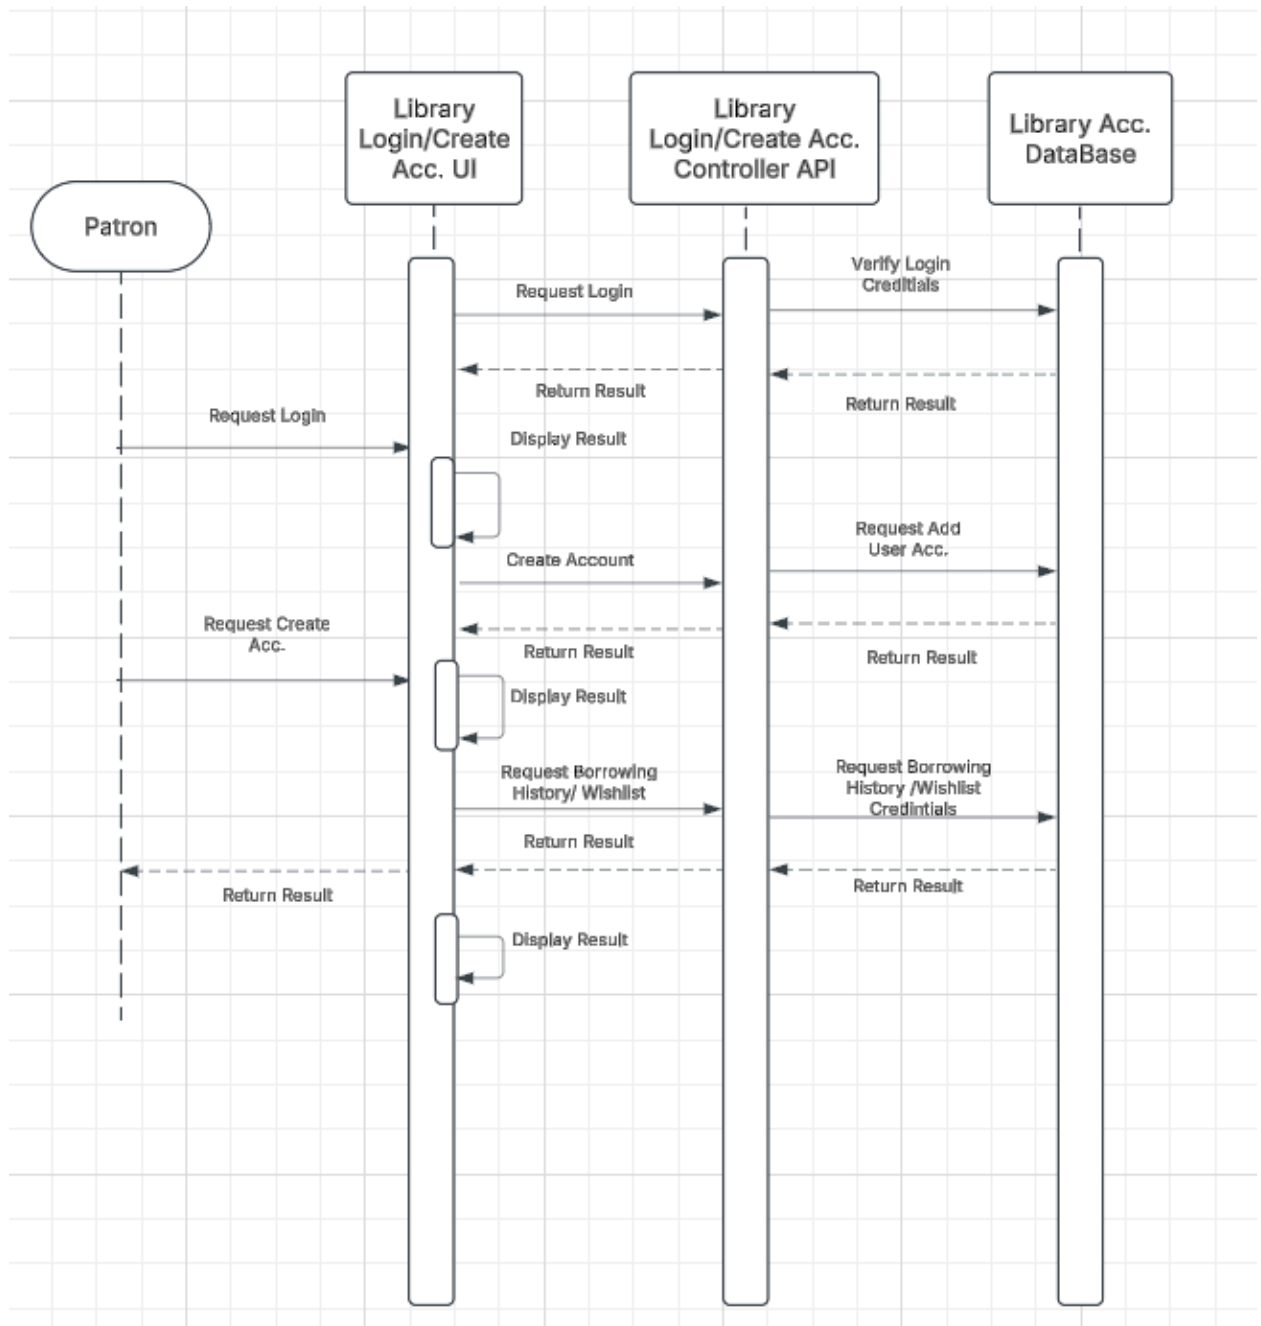 Library
Login/Create
Acc. UI
Library
Login/Create Acc.
Controller API
Library Acc.
DataBase
Patron
Verify Login
Creditials
Request Login
Return Result
Return Result
Request Login
Display Result
Request Add
User Acc.
Create Account
Request Create
Acc.
Return Result
Return Result
Display Result
Request Borrowing
History/ Wishlist
Request Borrowing
History /Wishlist
Credintials
Return Result
Return Result
Return Result
Display Result